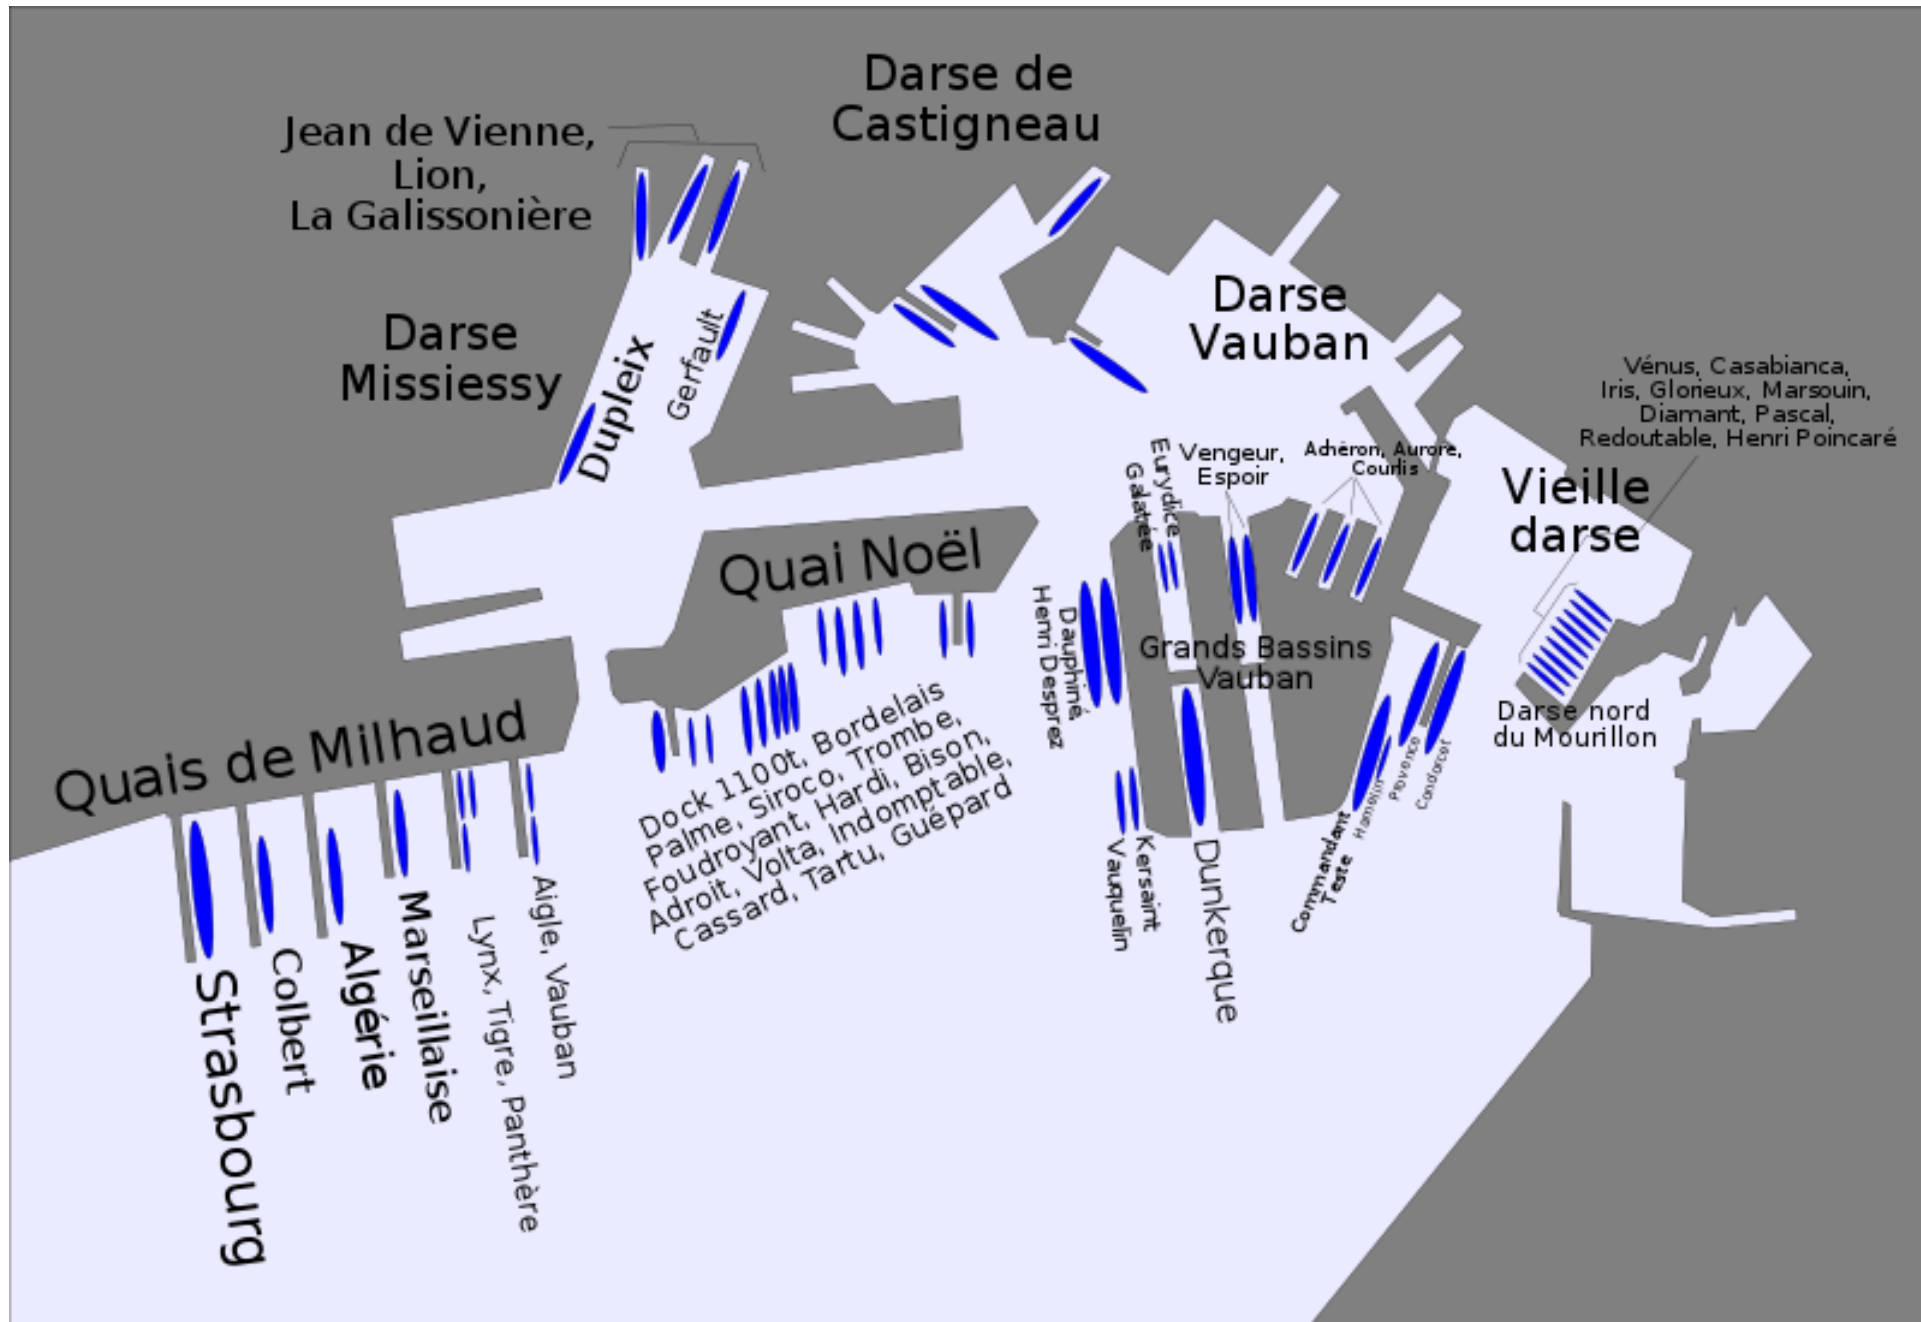 Darse de
Castigneau
Jean de Vienne,
Lion,
La Galissonière
Darse
Missiessy
Dupleix
Gerfault
Darse
Vauban
Vénus, Casabianca,
Iris, Glorieux, Marsouin,
Diamant, Pascal,
Redoutable, Henri Poincaré
Vieille
darse
Eurydice
Galatée
Vengeur,
Espoir
Achéron, Aurore,
Courlis
Quai Noël
Dauphiné,
Henri Desprez
Grands Bassins
Vauban
Darse nord
du Mourillon
Quais de Milhaud
Dock 1100t, Bordelais
Palme, Siroco, Trombe,
Foudroyant, Hardi, Bison,
Adroit, Volta, Indomptable,
Cassard, Tartu, Guépard
Kersaint
Vauquelin
Dunkerque
Commandant
Teste
Hamelin
Provence
Condorcet
Strasbourg
Colbert
Algérie
Marseillaise
Lynx, Tigre, Panthère
Aigle, Vauban